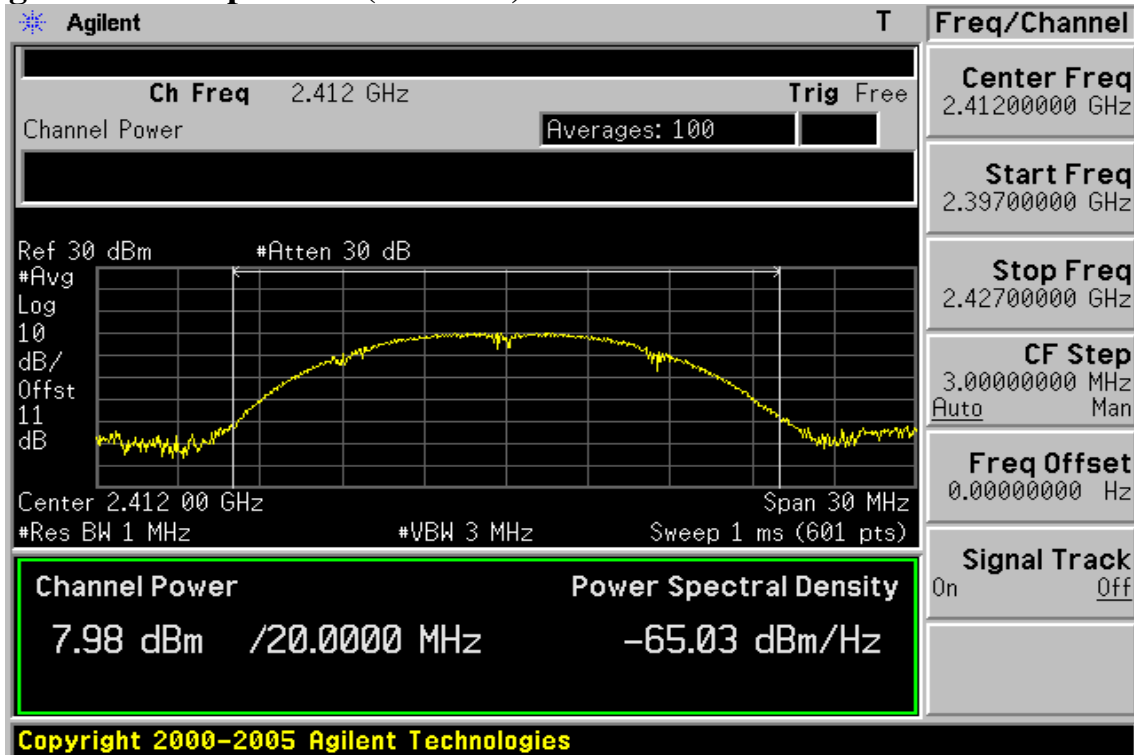 Agilent T
Freq/Channel
Ch Freq 2.412 GHz Trig Free
Channel Power Averages: 100
Ref 30 dBm #Atten 30 dB
#Avg
Log
10
dB/
Offst
11
dB
Center 2.412 00 GHz Span 30 MHz
#Res BW 1 MHz #VBW 3 MHz Sweep 1 ms (601 pts)
Channel Power Power Spectral Density
7.98 dBm /20.0000 MHz -65.03 dBm/Hz
Center Freq
2.41200000 GHz
Start Freq
2.39700000 GHz
Stop Freq
2.42700000 GHz
CF Step
3.00000000 MHz
Auto Man
Freq Offset
0.00000000 Hz
Signal Track
On Off
Copyright 2000-2005 Agilent Technologies